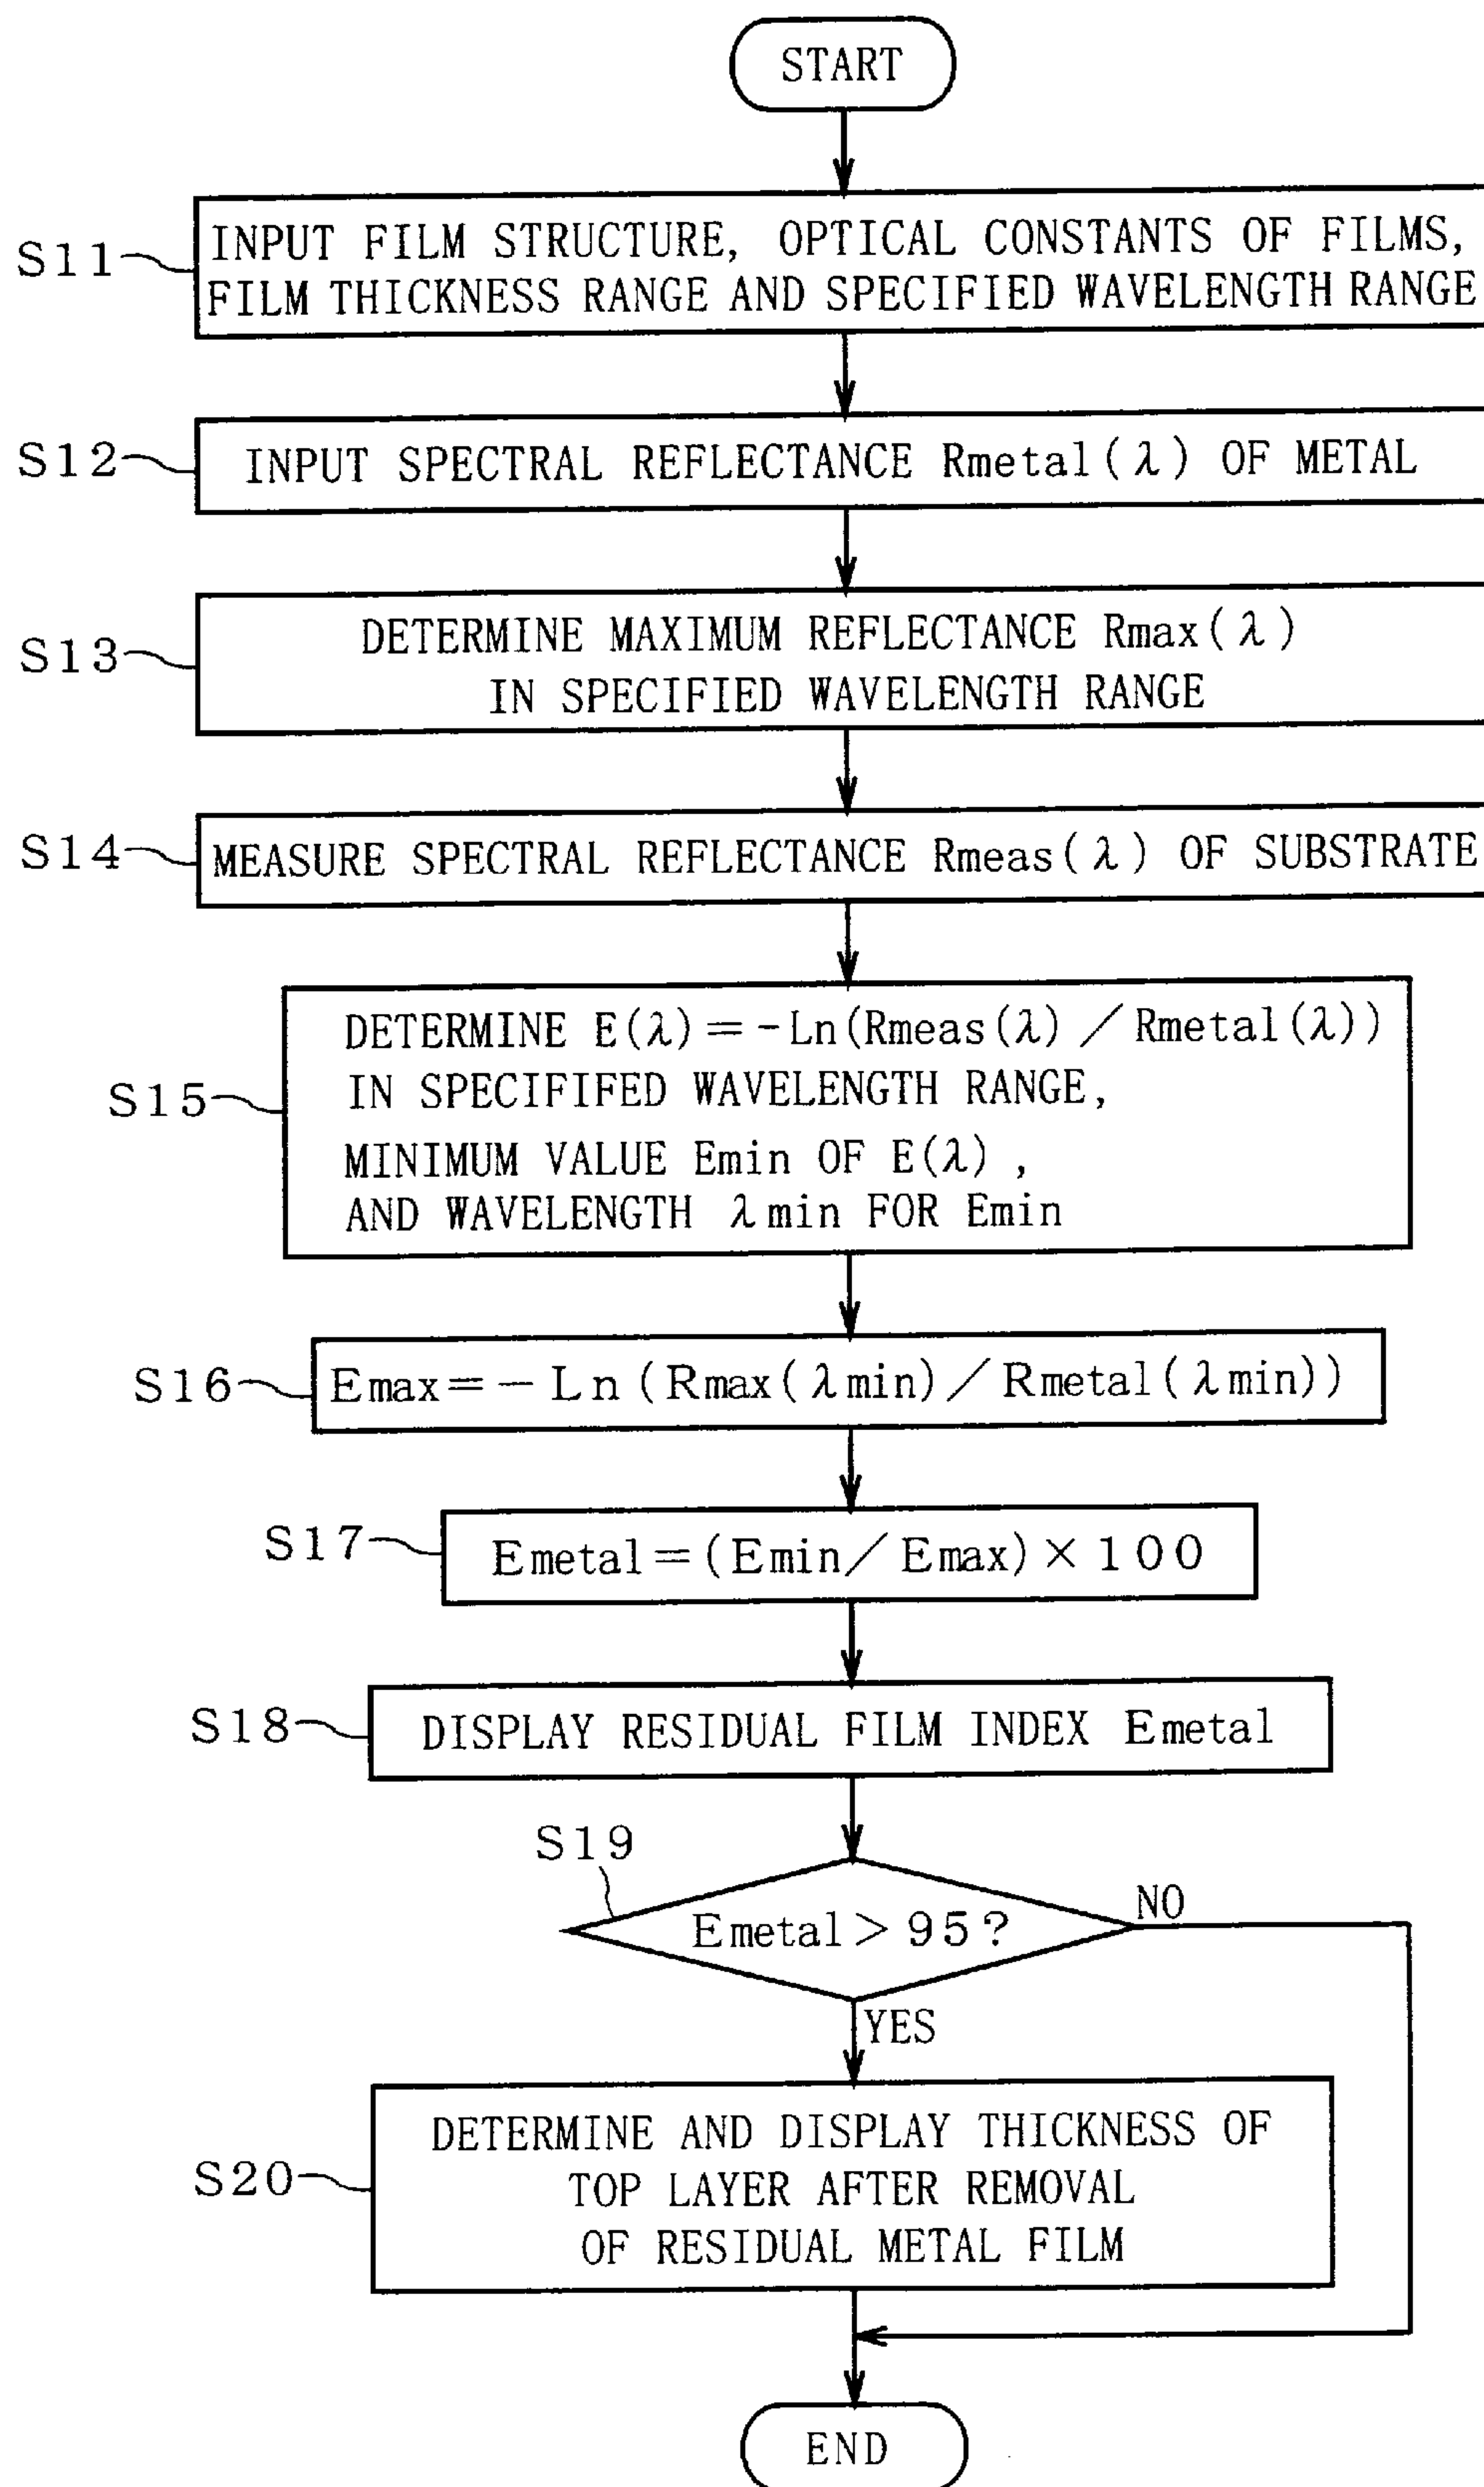 START
S11
INPUT FILM STRUCTURE, OPTICAL CONSTANTS OF FILMS,
FILM THICKNESS RANGE AND SPECIFIED WAVELENGTH RANGE
S12
INPUT SPECTRAL REFLECTANCE Rmetal(λ) OF METAL
S13
DETERMINE MAXIMUM REFLECTANCE Rmax(λ)
IN SPECIFIED WAVELENGTH RANGE
S14
MEASURE SPECTRAL REFLECTANCE Rmeas(λ) OF SUBSTRATE
S15
DETERMINE E(λ)=-Ln(Rmeas(λ)/Rmetal(λ))
IN SPECIFIFED WAVELENGTH RANGE,
MINIMUM VALUE Emin OF E(λ) ,
AND WAVELENGTH λmin FOR Emin
S16
Emax=-Ln(Rmax(λmin)/Rmetal(λmin))
S17
Emetal=(Emin/Emax)×100
S18
DISPLAY RESIDUAL FILM INDEX Emetal
S19
Emetal>95?
NO
YES
S20
DETERMINE AND DISPLAY THICKNESS OF
TOP LAYER AFTER REMOVAL
OF RESIDUAL METAL FILM
END